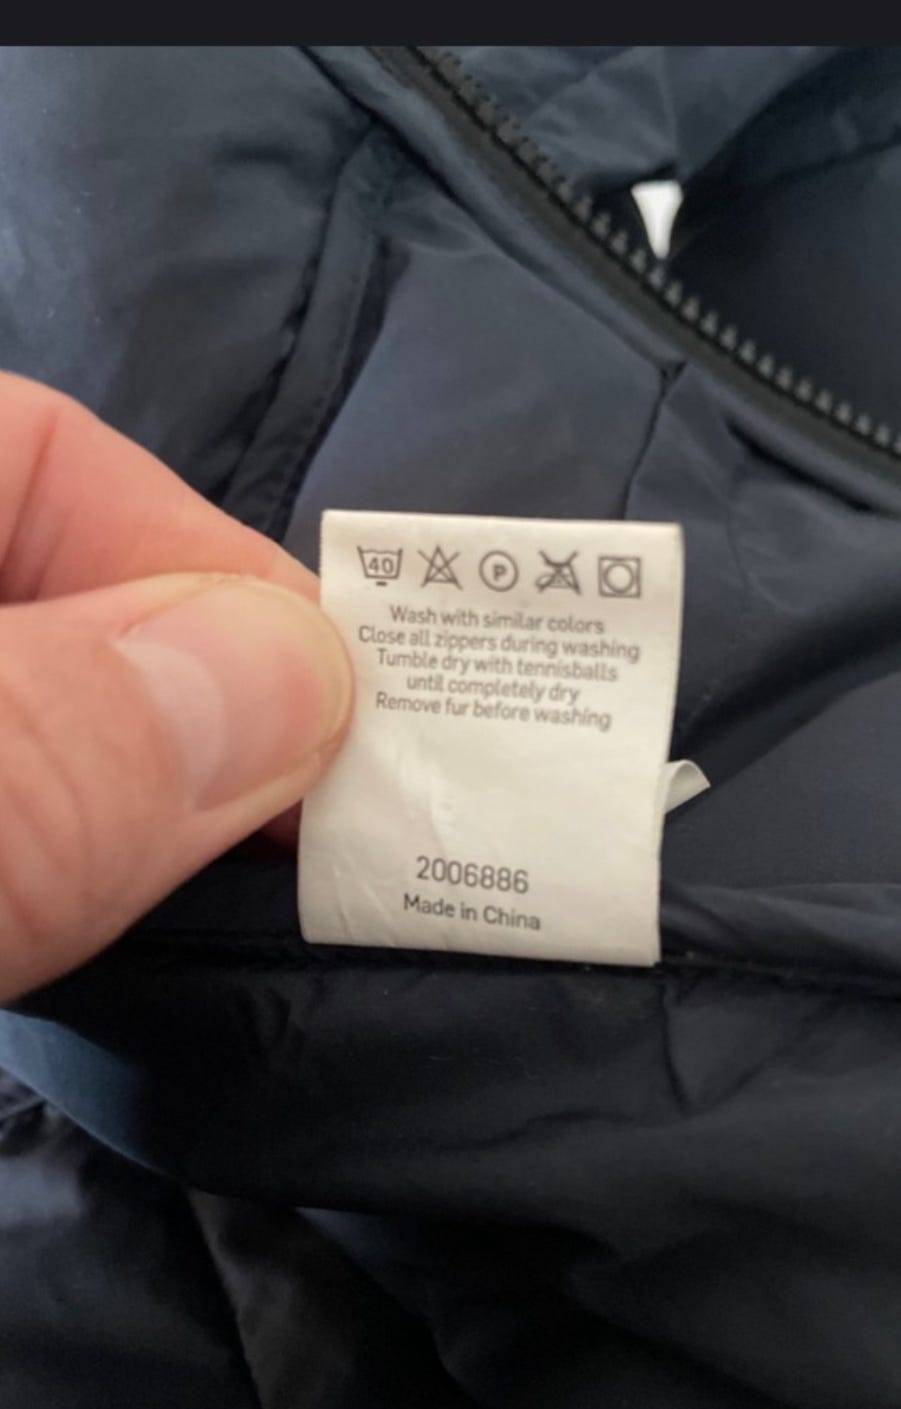 40
P
Wash with similar colors
Close all zippers during washing
Tumble dry with tennisballs
until completely dry
Remove fur before washing
2006886
Made in China